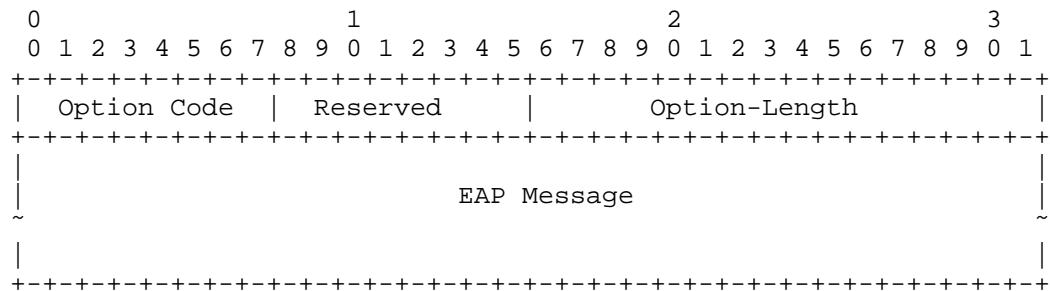 0                   1                   2                   3
 0 1 2 3 4 5 6 7 8 9 0 1 2 3 4 5 6 7 8 9 0 1 2 3 4 5 6 7 8 9 0 1
+-+-+-+-+-+-+-+-+-+-+-+-+-+-+-+-+-+-+-+-+-+-+-+-+-+-+-+-+-+-+-+-+
|  Option Code  |  Reserved     |       Option-Length           |
+-+-+-+-+-+-+-+-+-+-+-+-+-+-+-+-+-+-+-+-+-+-+-+-+-+-+-+-+-+-+-+-+
|                                                               |
|                          EAP Message                          |
~                                                               ~
|                                                               |
+-+-+-+-+-+-+-+-+-+-+-+-+-+-+-+-+-+-+-+-+-+-+-+-+-+-+-+-+-+-+-+-+